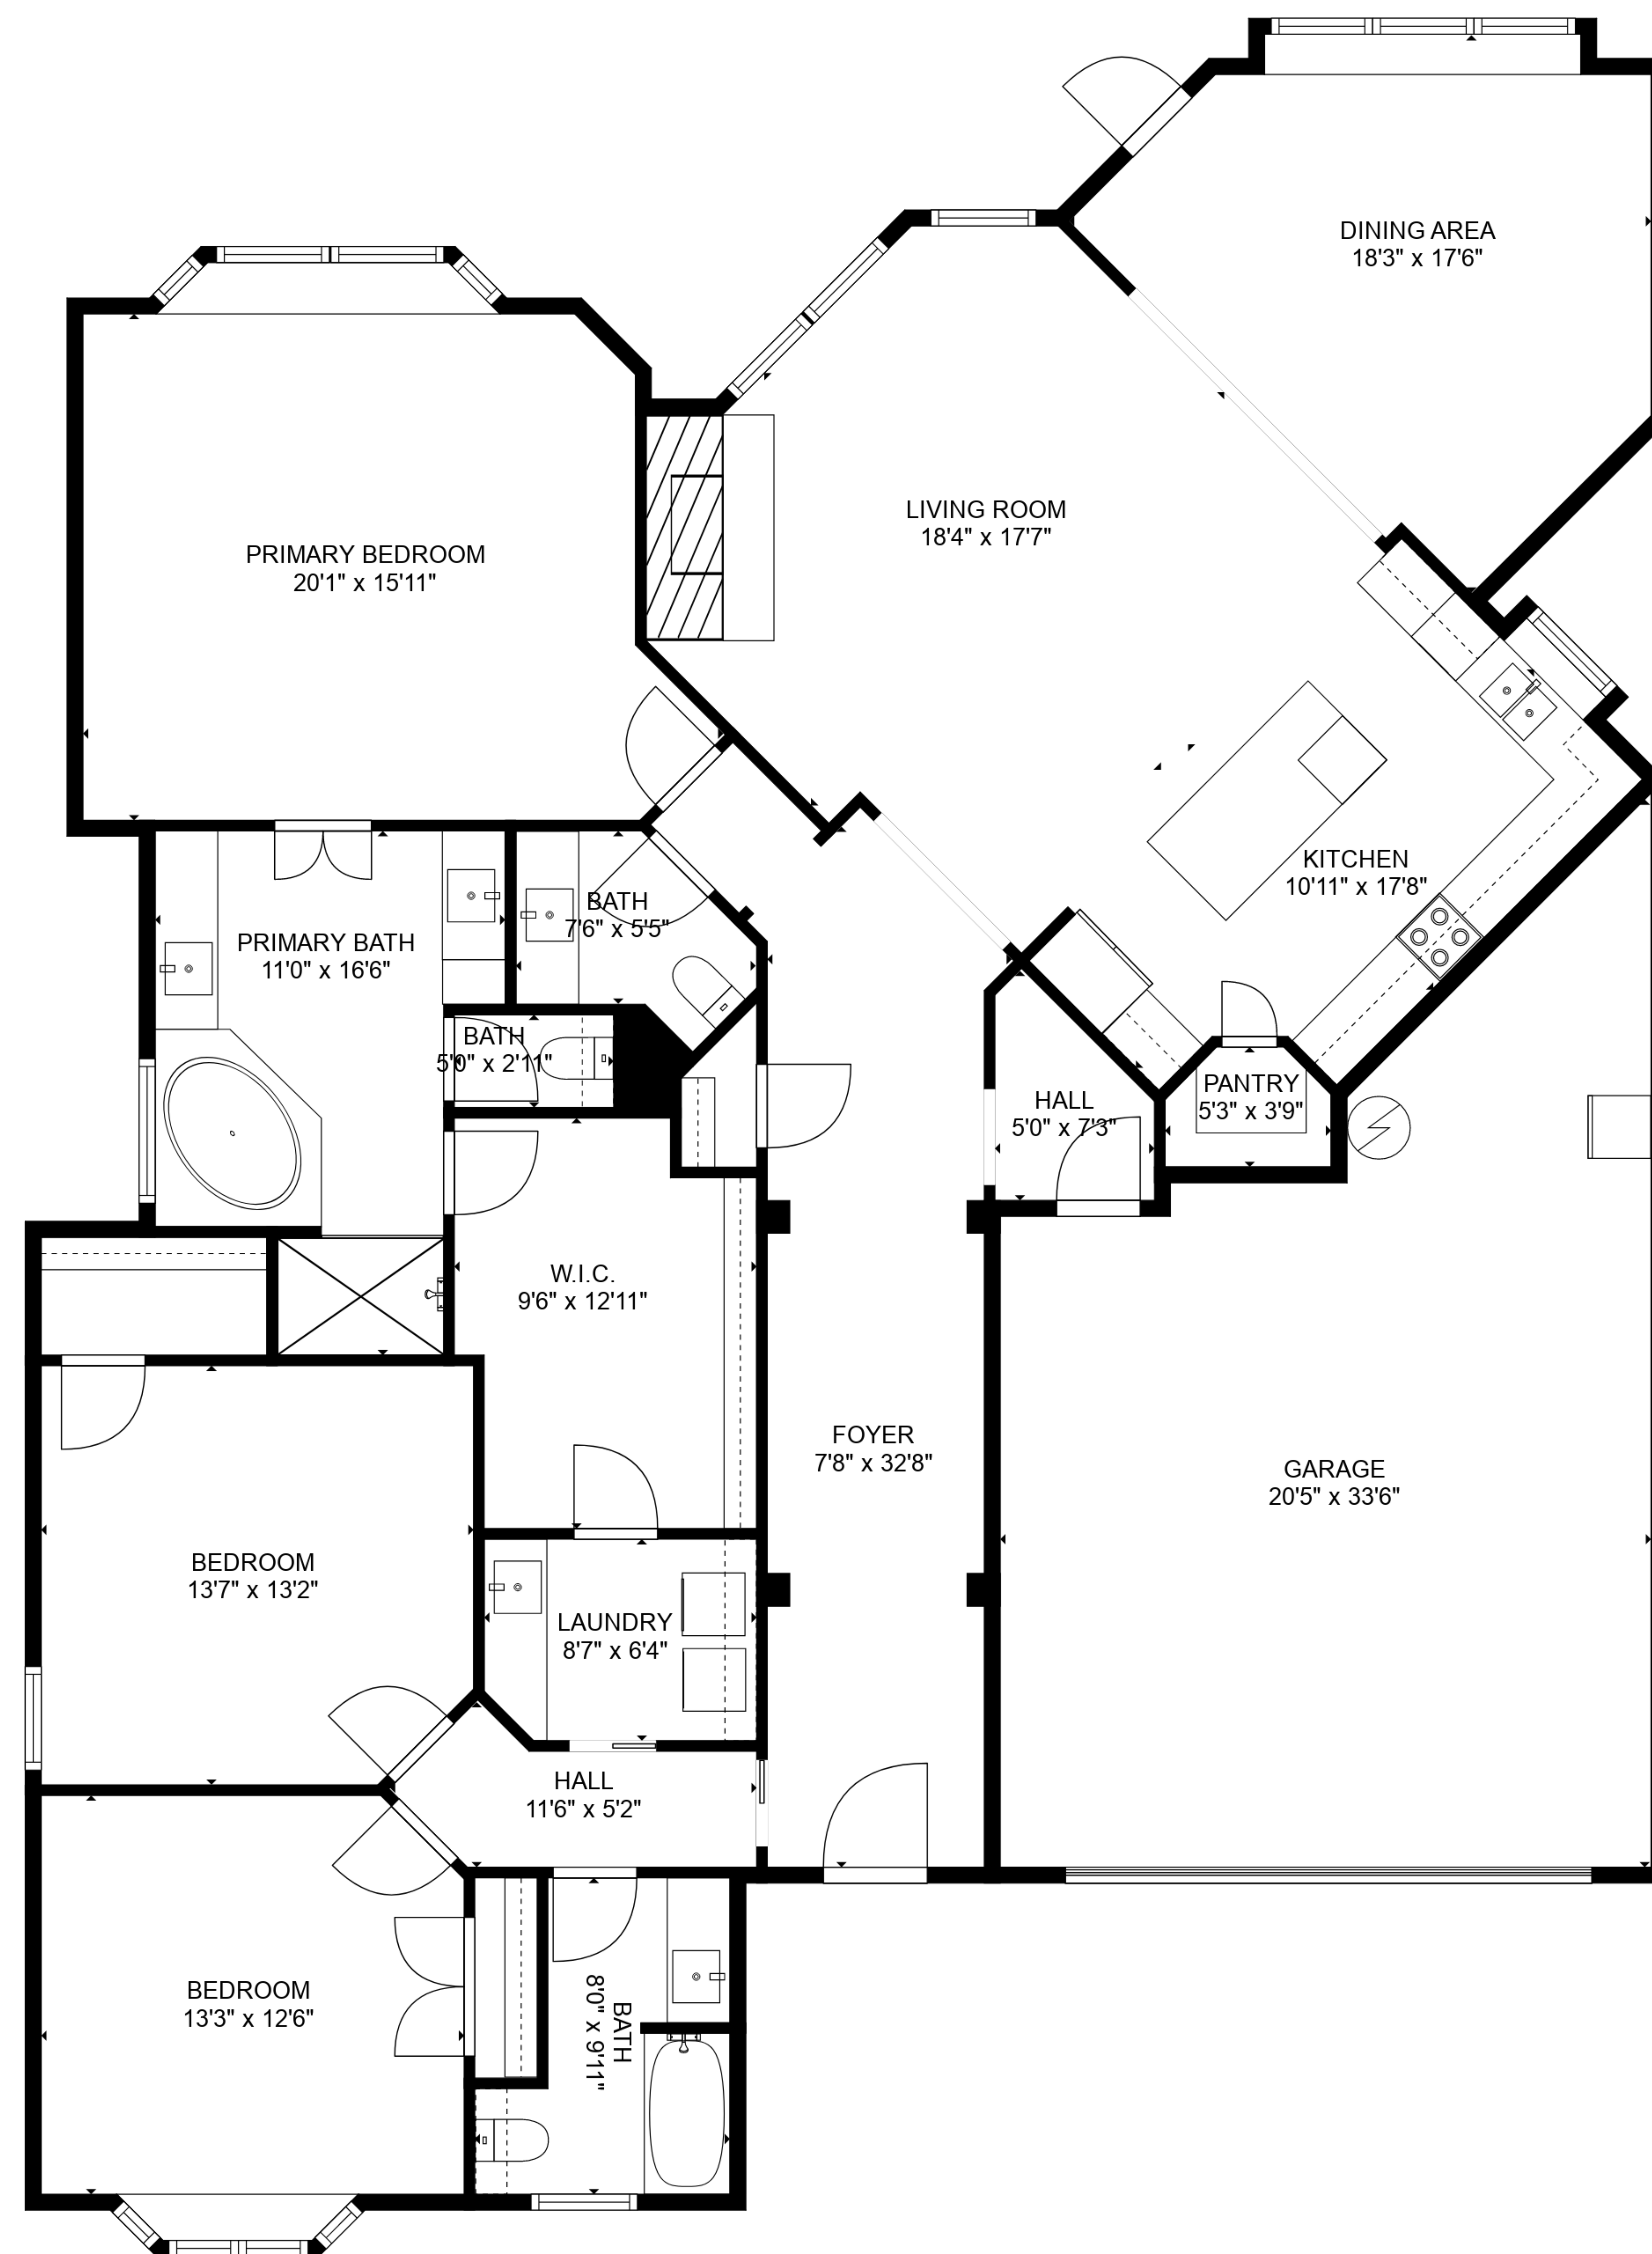 DINING AREA
18'3" x 17'6"
LIVING ROOM
18'4" x 17'7"
PRIMARY BEDROOM
20'1" x 15'11"
KITCHEN
10'11" x 17'8"
BATH
7'6" x 5'5"
PRIMARY BATH
11'0" x 16'6"
BATH
5'0" x 2'11"
HALL
5'0" x 7'3"
PANTRY
5'3" x 3'9"
W.I.C.
9'6" x 12'11"
FOYER
7'8" x 32'8"
GARAGE
20'5" x 33'6"
BEDROOM
13'7" x 13'2"
LAUNDRY
8'7" x 6'4"
HALL
11'6" x 5'2"
BEDROOM
13'3" x 12'6"
BATH
8'0" x 9'11"